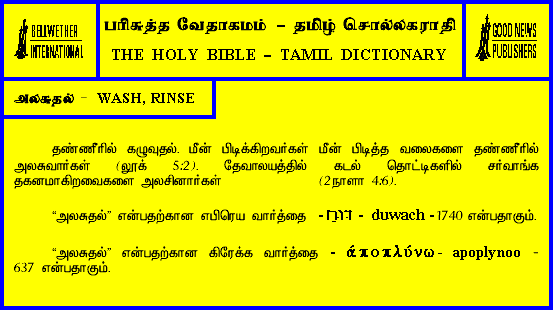 BELLWETHER
INTERNATIONAL
பரிசுத்த வேதாகமம் – தமிழ் சொல்லகராதி
THE HOLY BIBLE – TAMIL DICTIONARY
GOOD NEWS
PUBLISHERS
அலசுதல் – WASH, RINSE
தண்ணீரில் கழுவுதல். மீன் பிடிக்கிறவர்கள் மீன் பிடித்த வலைகளை தண்ணீரில்
அலசுவார்கள் (லூக் 5:2). தேவாலயத்தில் கடல் தொட்டிகளில் சர்வாங்க
தகனமாகிறவைகளை அலசினார்கள் (2நாளா 4:6).
“அலசுதல்” என்பதற்கான எபிரெய வார்த்தை - דוח - duwach - 1740 என்பதாகும்.
“அலசுதல்” என்பதற்கான கிரேக்க வார்த்தை - άποπλύνω - apoplynoo -
637 என்பதாகும்.